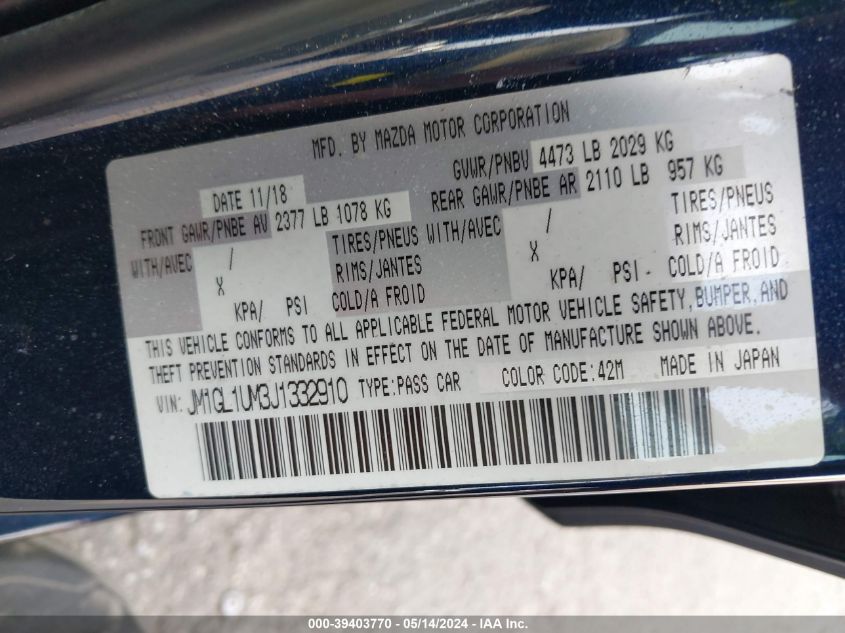 MFD. BY MAZDA MOTOR CORPORATION
DATE 11/18 GVWR/PNBV 4473 LB 2029 KG
FRONT GAWR/PNBE AV 2377 LB 1078 KG REAR GAWR/PNBE AR 2110 LB 957 KG
WITH/AVEC / TIRES/PNEUS WITH/AVEC / TIRES/PNEUS
X RIMS/JANTES X RIMS/JANTES
KPA/ PSI COLD/A FROID KPA/ PSI COLD/A FROID
THIS VEHICLE CONFORMS TO ALL APPLICABLE FEDERAL MOTOR VEHICLE SAFETY, BUMPER, AND
THEFT PREVENTION STANDARDS IN EFFECT ON THE DATE OF MANUFACTURE SHOWN ABOVE.
VIN: JM1GL1UM3J1332910 TYPE:PASS CAR COLOR CODE:42M MADE IN JAPAN
000-39403770 - 05/14/2024 - IAA Inc.